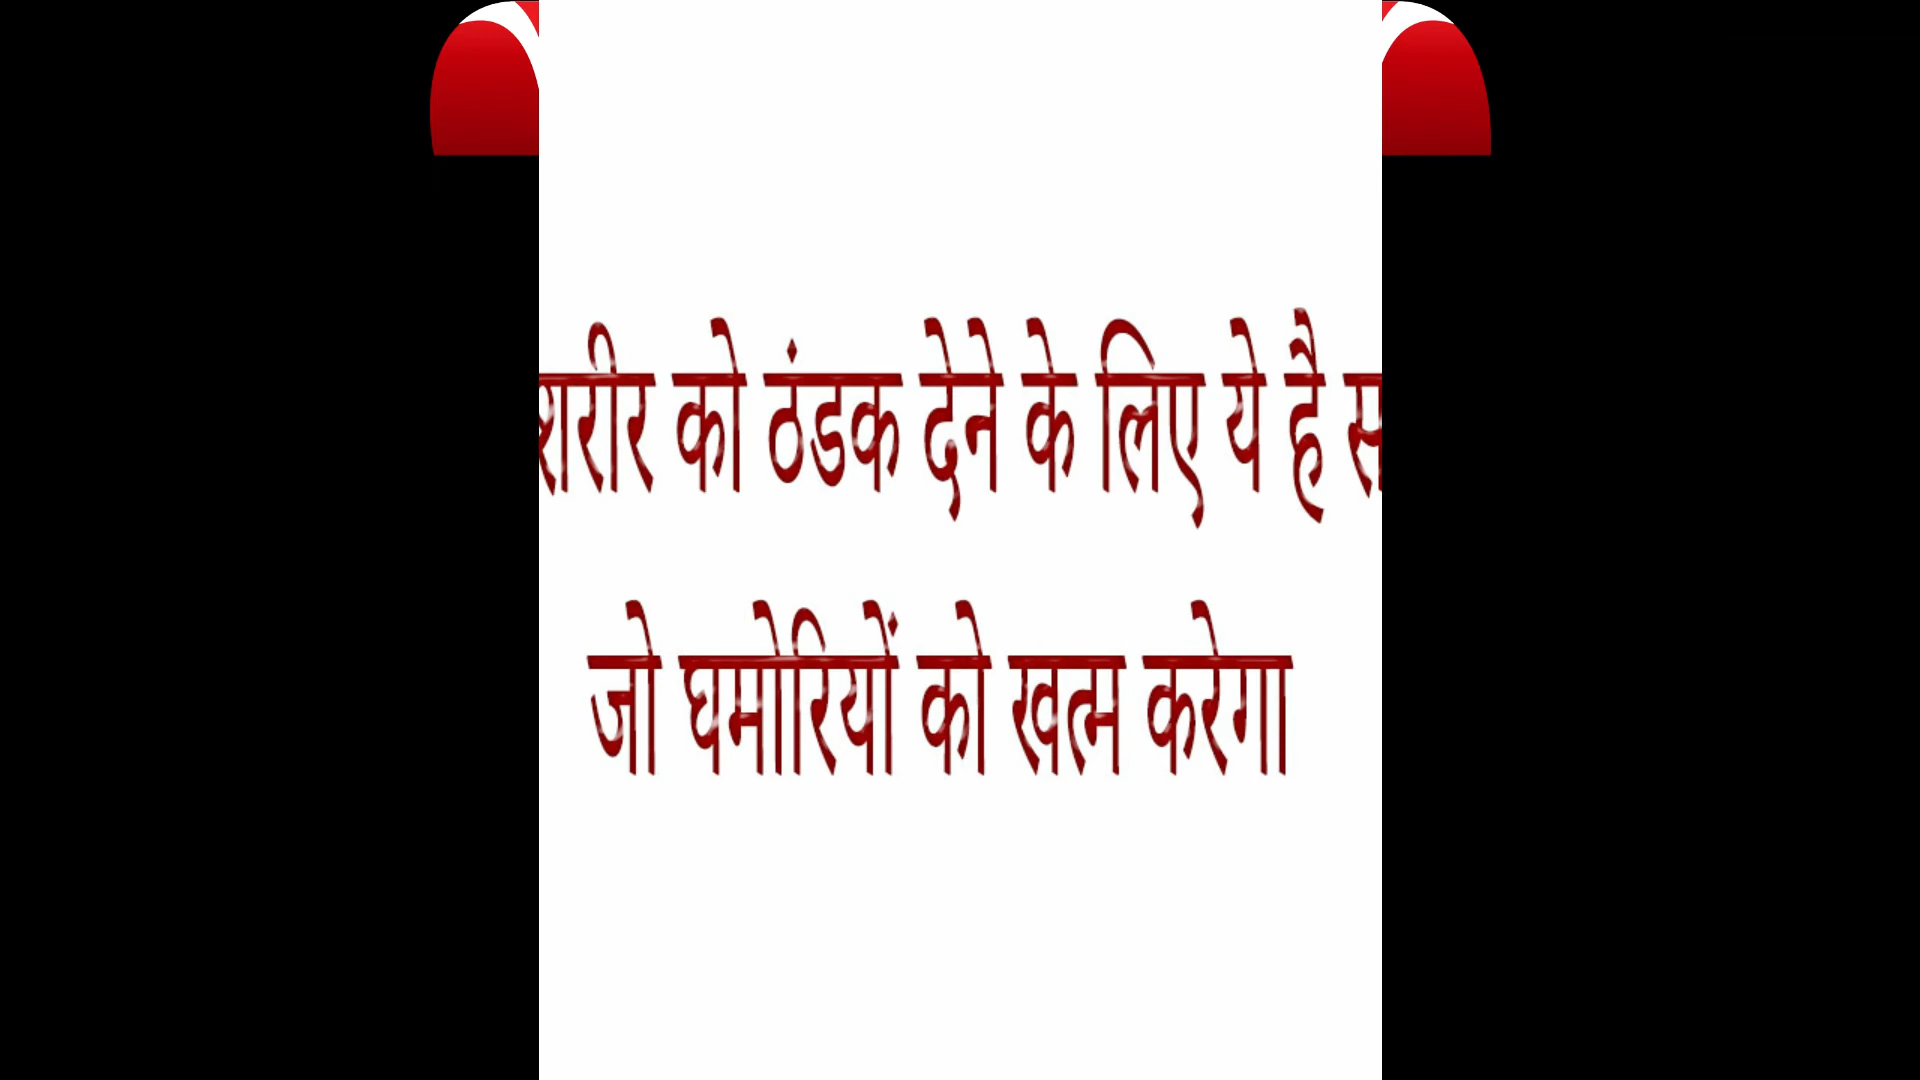 शरीर को ठंडक देने के लिए ये है
जो घमोरियों को खत्म करेगा